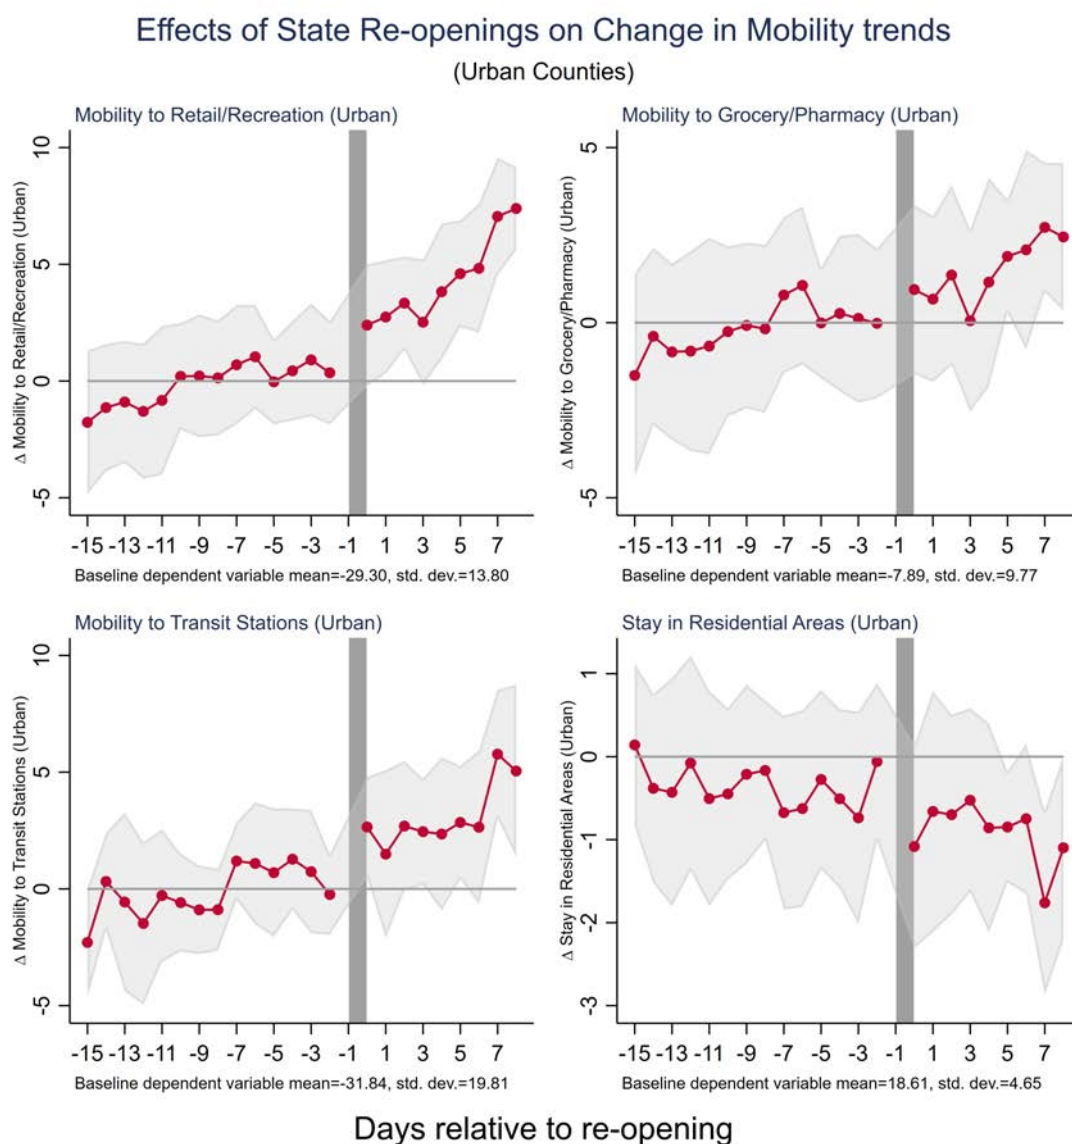 Effects of State Re-openings on Change in Mobility trends
(Urban Counties)
Mobility to Retail/Recreation (Urban)
Δ Mobility to Retail/Recreation (Urban)
10
5
0
-5
-15 -13 -11 -9 -7 -5 -3 -1 1 3 5 7
Baseline dependent variable mean=-29.30, std. dev.=13.80
Mobility to Grocery/Pharmacy (Urban)
Δ Mobility to Grocery/Pharmacy (Urban)
5
0
-5
-15 -13 -11 -9 -7 -5 -3 -1 1 3 5 7
Baseline dependent variable mean=-7.89, std. dev.=9.77
Mobility to Transit Stations (Urban)
Δ Mobility to Transit Stations (Urban)
10
5
0
-5
-15 -13 -11 -9 -7 -5 -3 -1 1 3 5 7
Baseline dependent variable mean=-31.84, std. dev.=19.81
Stay in Residential Areas (Urban)
Δ Stay in Residential Areas (Urban)
1
0
-1
-2
-3
-15 -13 -11 -9 -7 -5 -3 -1 1 3 5 7
Baseline dependent variable mean=18.61, std. dev.=4.65
Days relative to re-opening